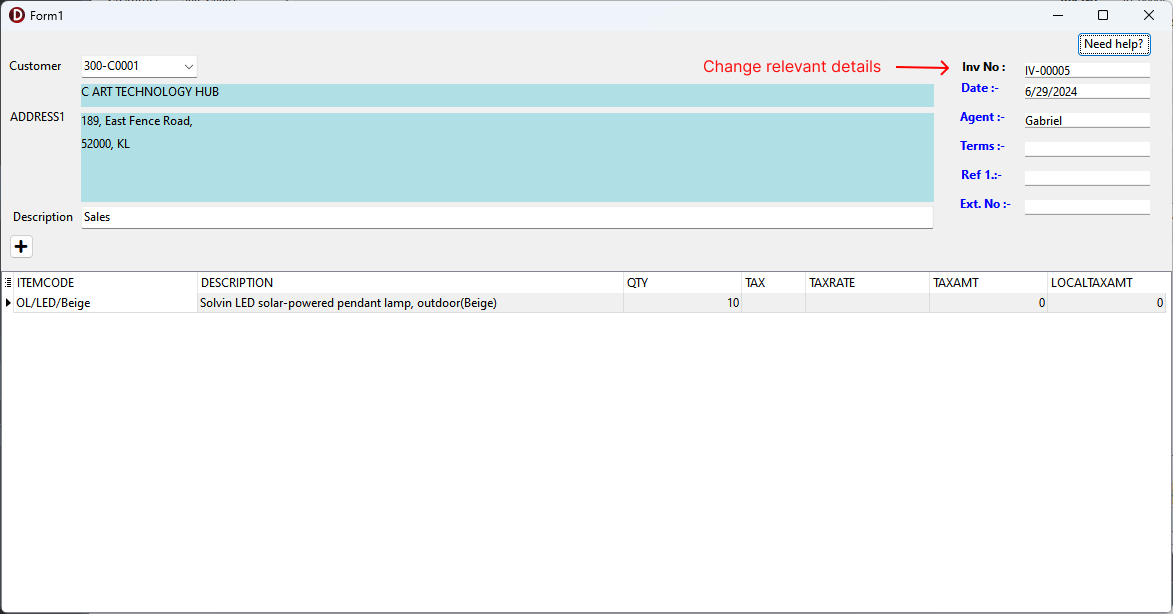 Form1
Need help?
Customer 300-C0001
Change relevant details
Inv No : IV-00005
C ART TECHNOLOGY HUB
Date :- 6/29/2024
ADDRESS1 189, East Fence Road,
Agent :- Gabriel
52000, KL
Terms :-
Ref 1.:-
Ext. No :-
Description Sales
ITEMCODE DESCRIPTION QTY TAX TAXRATE TAXAMT LOCALTAXAMT
OL/LED/Beige Solvin LED solar-powered pendant lamp, outdoor(Beige) 10 0 0